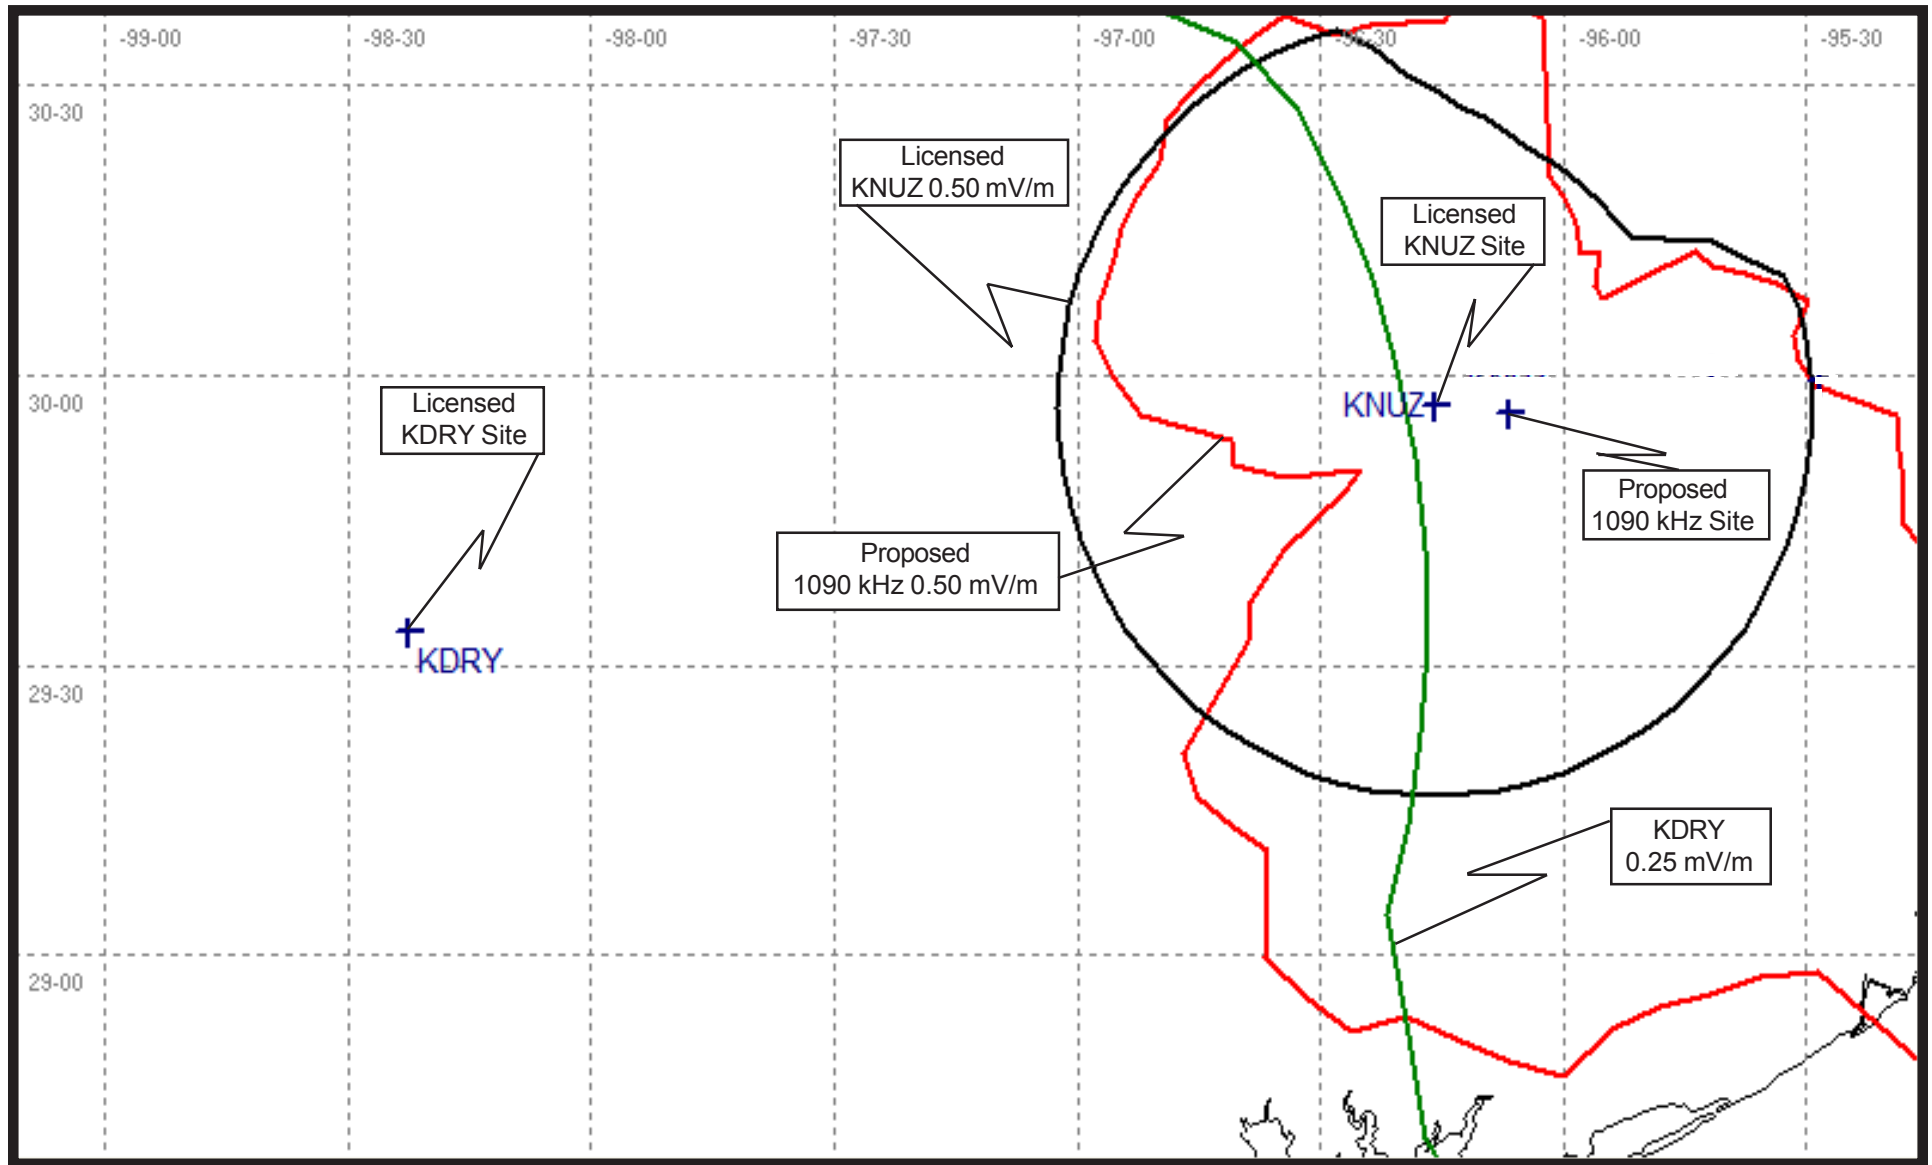 -99-00
-98-30
-98-00
-97-30
-97-00
-96-30
-96-00
-95-30
30-30
Licensed
KNUZ 0.50 mV/m
Licensed
KNUZ Site
30-00
Licensed
KDRY Site
KNUZ
Proposed
1090 kHz Site
Proposed
1090 kHz 0.50 mV/m
KDRY
29-30
KDRY
0.25 mV/m
29-00